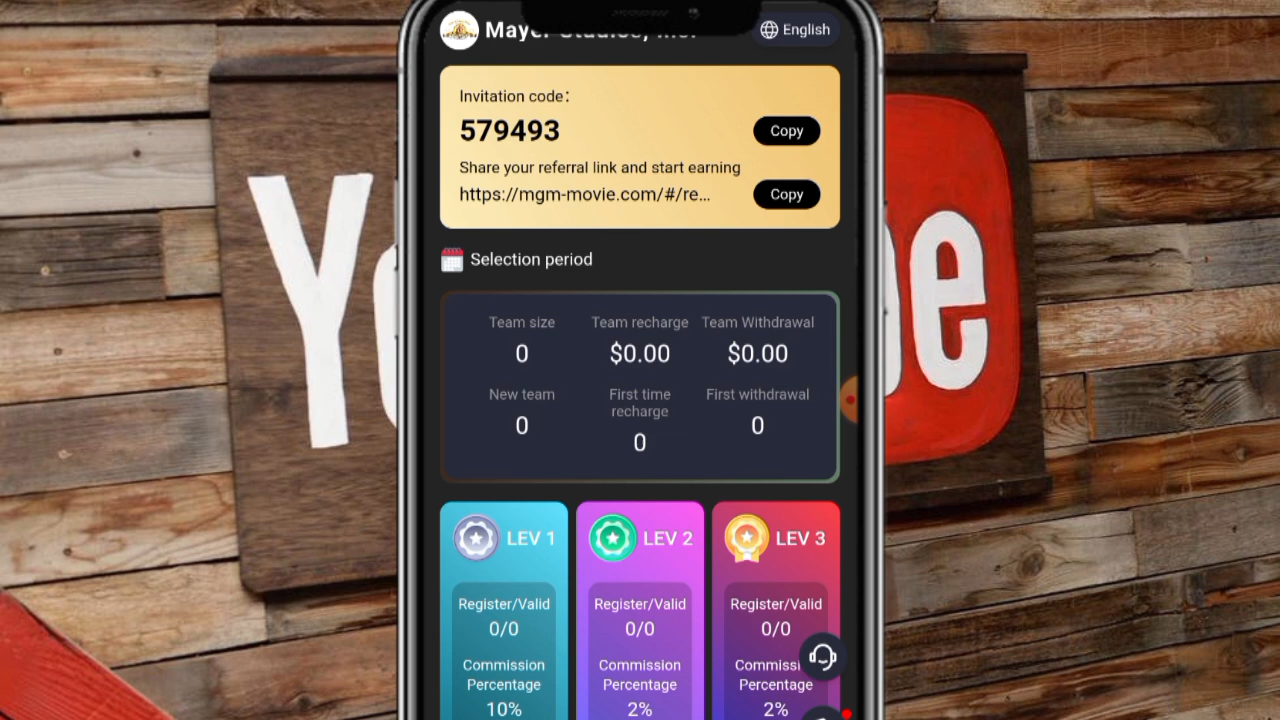 Mayer Studios, Inc.
English
Invitation code：
579493
Copy
Share your referral link and start earning
https://mgm-movie.com/#/re...
Copy
Selection period
Team size
Team recharge
Team Withdrawal
0
$0.00
$0.00
New team
First time
recharge
First withdrawal
0
0
0
LEV 1
LEV 2
LEV 3
Register/Valid
Register/Valid
Register/Valid
0/0
0/0
0/0
Commission
Percentage
Commission
Percentage
Percentage
10%
2%
2%